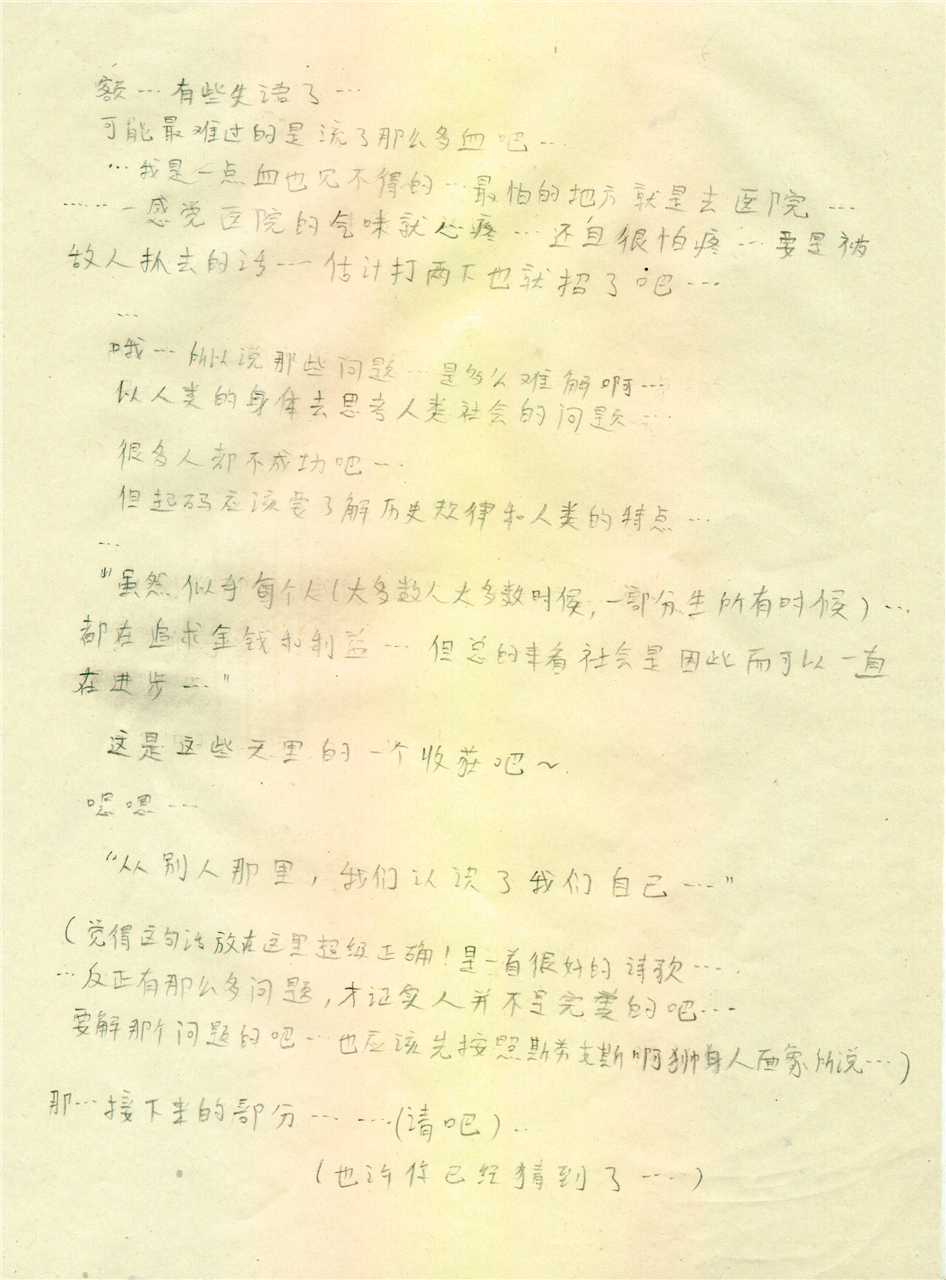 额…有些失语了…
可能最难过的是流了那么多血吧…
…我是一点血也见不得的…最怕的地方就是去医院…
……一感觉医院的气味就心疼…还且很怕疼…要是被
敌人抓去的话……估计打两下也就招了吧…
…
哦…所以说那些问题…是多么难解啊…
以人类的身体去思考人类社会的问题…
很多人都不成功吧…
但起码应该要了解历史规律和人类的特点…
…
“虽然似乎每个人(大多数人大多数时候,一部分生所有时候)…
都在追求金钱和利益…但总的来看社会是因此而可以一直
在进步…”
这是这些天里的一个收获吧~
嗯嗯…
“从别人那里,我们认识了我们自己…”
(觉得这句话放在这里超级正确!是一首很好的诗歌…
…反正有那么多问题,才证实人并不是完美的吧…
要解那个问题的吧…也应该先按照斯芬克斯啊狮身人面象所说…)
那…接下来的部分……(请吧)..
(也许你已经猜到了…)